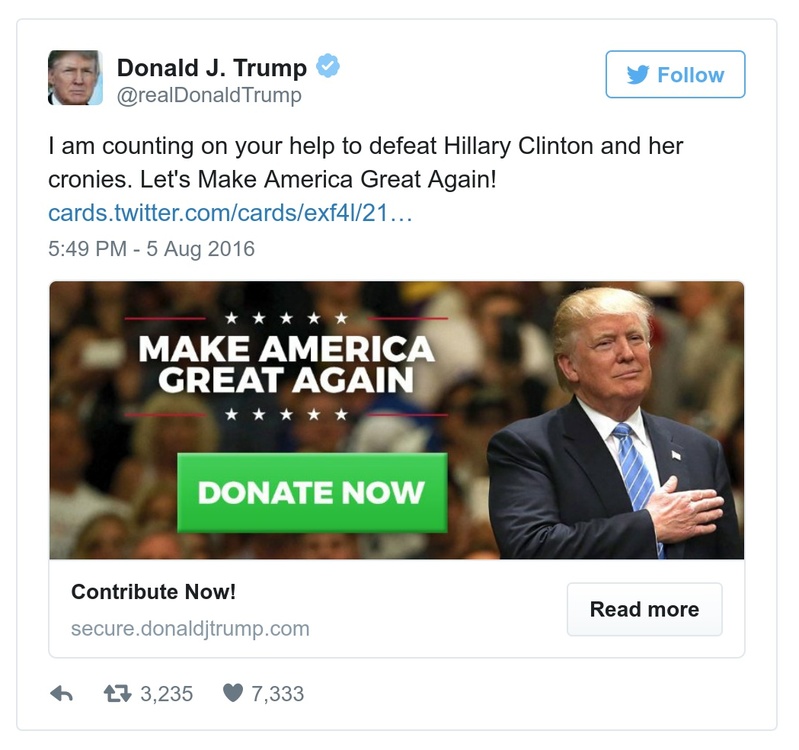 Donald J. Trump
@realDonaldTrump
Follow
I am counting on your help to defeat Hillary Clinton and her
cronies. Let's Make America Great Again!
cards.twitter.com/cards/exf4l/21…
5:49 PM - 5 Aug 2016
MAKE AMERICA
GREAT AGAIN
DONATE NOW
Contribute Now!
secure.donaldjtrump.com
Read more
3,235 7,333